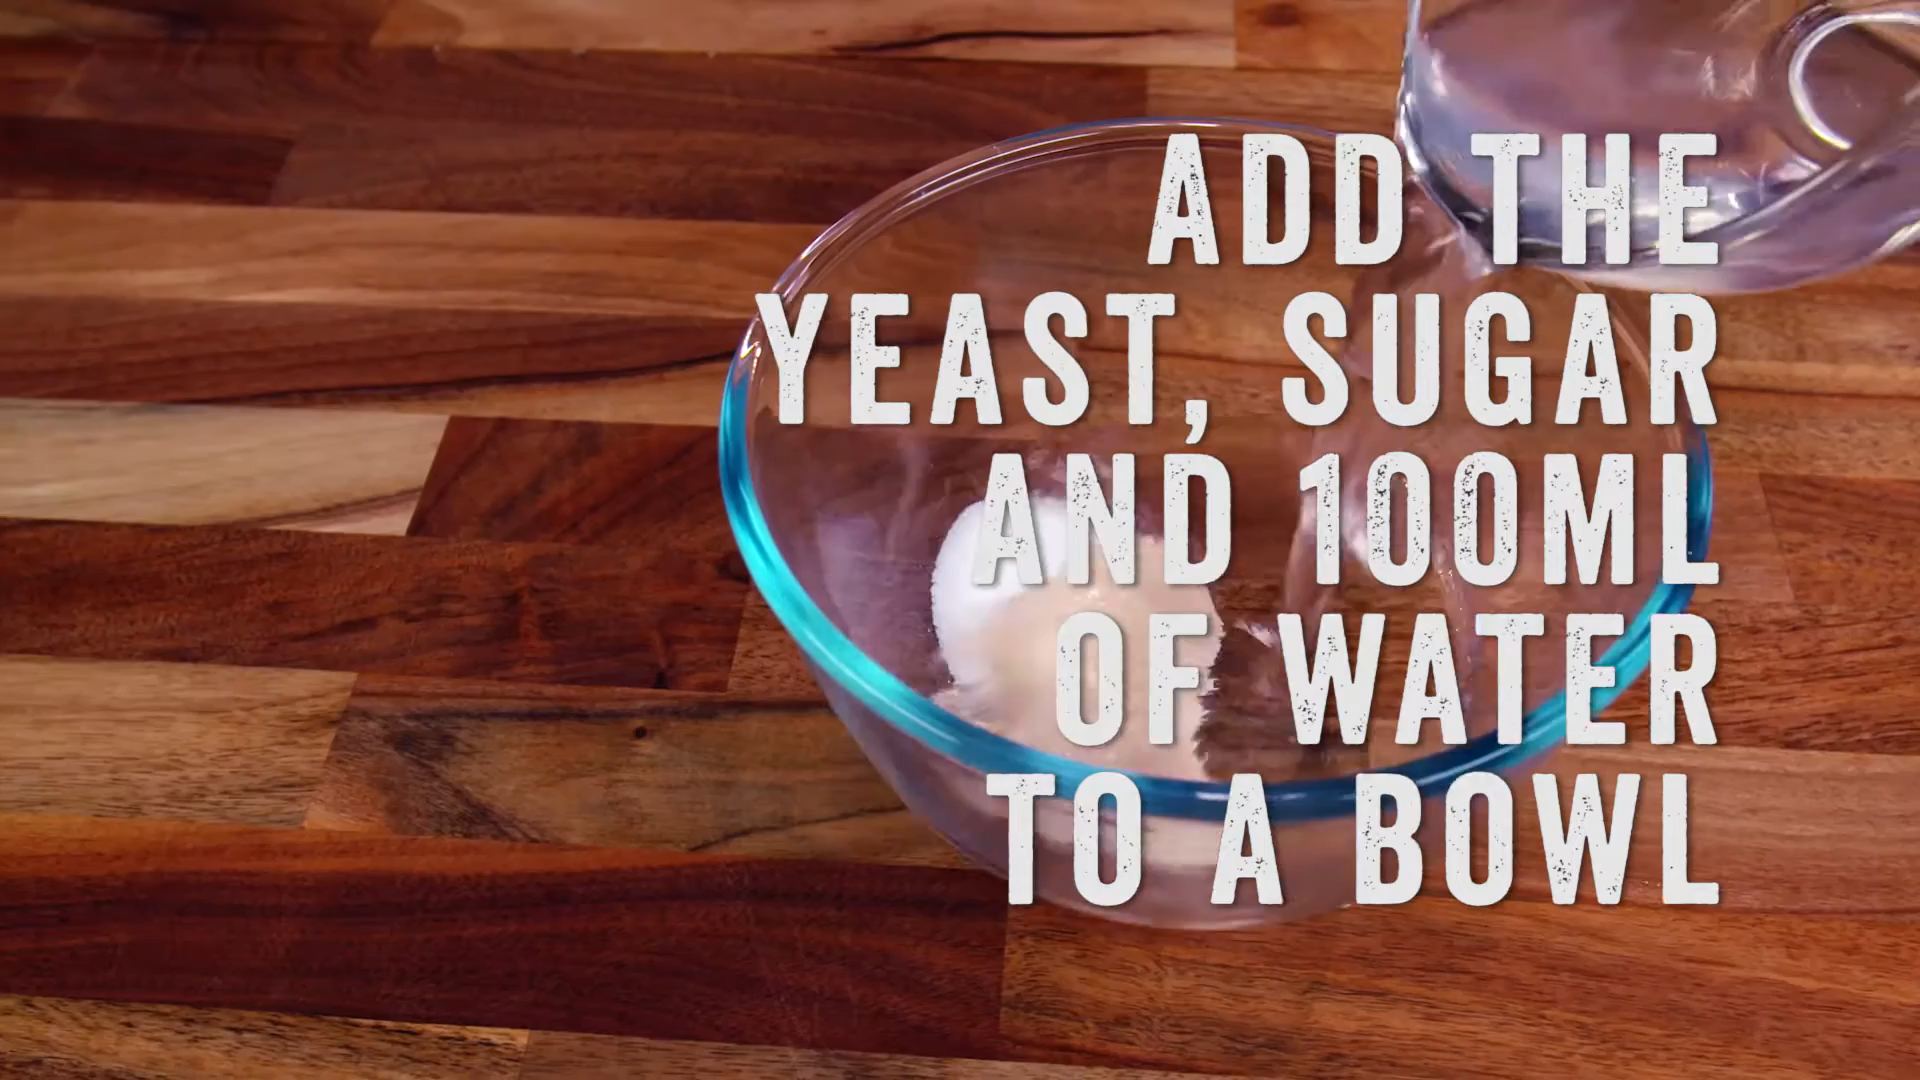 ADD THE
YEAST, SUGAR
AND 100ML
OF WATER
TO A BOWL